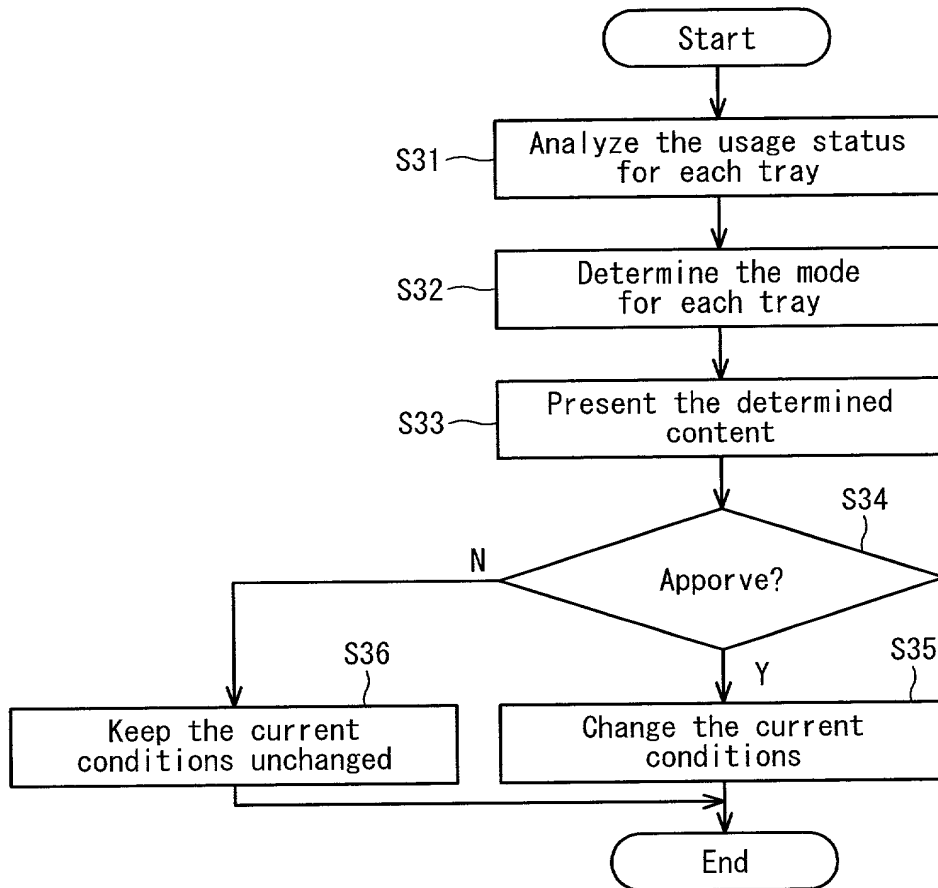 Start
S31
Analyze the usage status
for each tray
S32
Determine the mode
for each tray
S33
Present the determined
content
S34
Apporve?
N
Y
S36
Keep the current
conditions unchanged
S35
Change the current
conditions
End